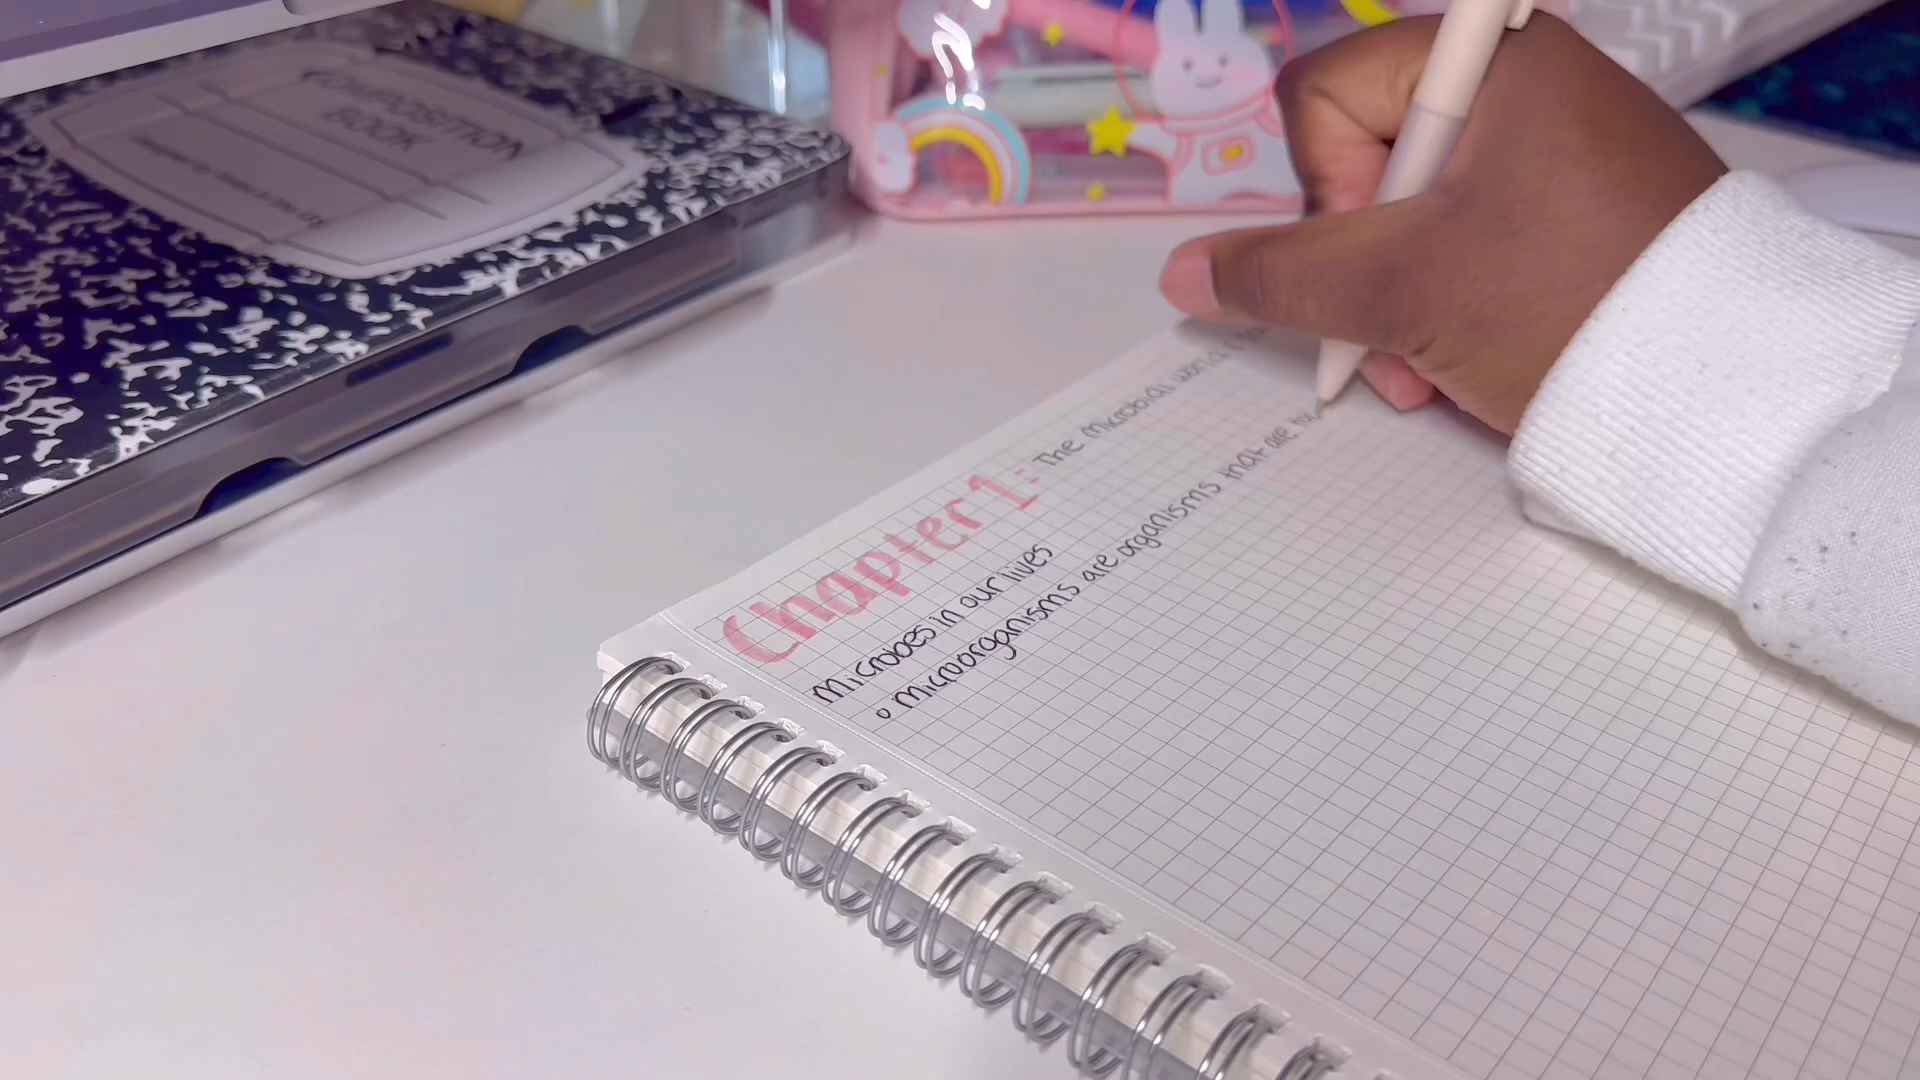 COMPOSITION
BOOK
Chapter 1: The Microbial world
Microbes in our lives
Microorganisms are organisms that are